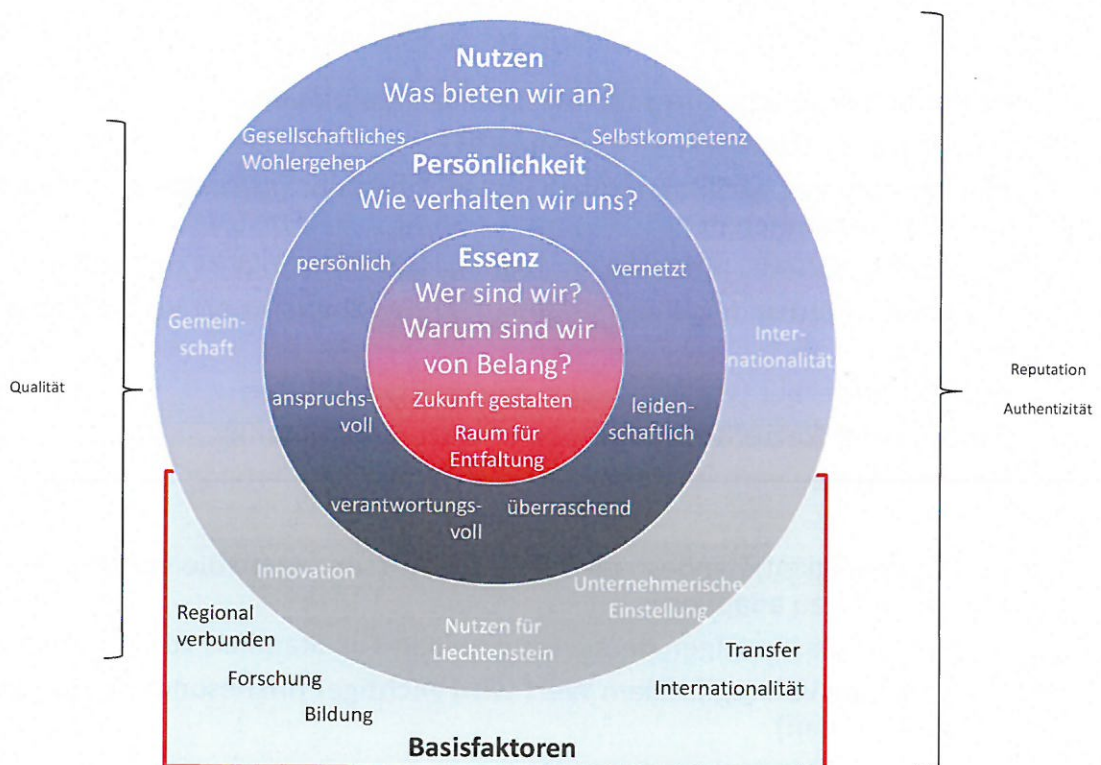 Nutzen
Was bieten wir an?
Gesellschaftliches
Wohlergehen
Selbstkompetenz
Persönlichkeit
Wie verhalten wir uns?
persönlich
vernetzt
Essenz
Wer sind wir?
Warum sind wir
von Belang?
Zukunft gestalten
Raum für
Entfaltung
Gemein-
schaft
Inter-
nationalität
Qualität
Reputation
Authentizität
anspruchs-
voll
leiden-
schaftlich
verantwortungs-
voll
überraschend
Innovation
Unternehmerische
Einstellung
Nutzen für
Liechtenstein
Regional
verbunden
Forschung
Bildung
Transfer
Internationalität
Basisfaktoren